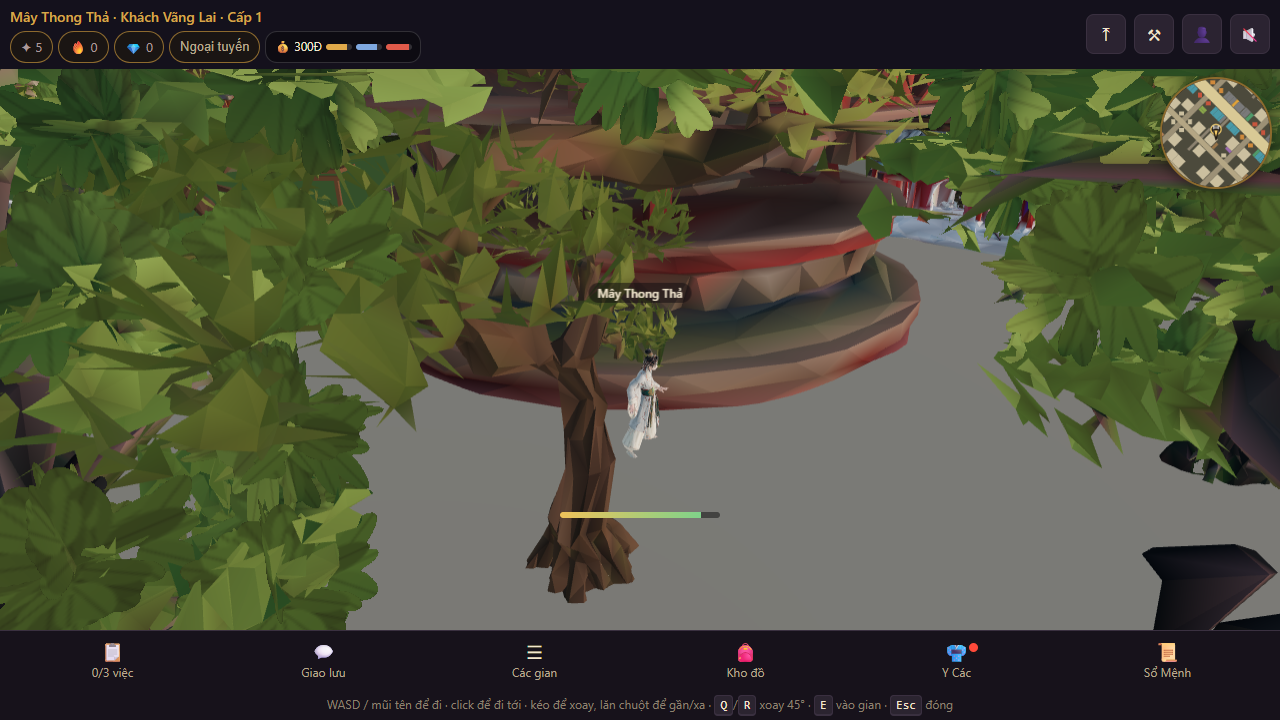 Mây Thong Thả · Khách Vãng Lai · Cấp 1
5
0
0
Ngoại tuyến
300Đ
Mây Thong Thả
0/3 việc
Giao lưu
Các gian
Kho đồ
Y Các
Sổ Mệnh
WASD / mũi tên để đi · click để đi tới · kéo để xoay, lăn chuột để gần/xa · Q / R xoay 45° · E vào gian · Esc đóng